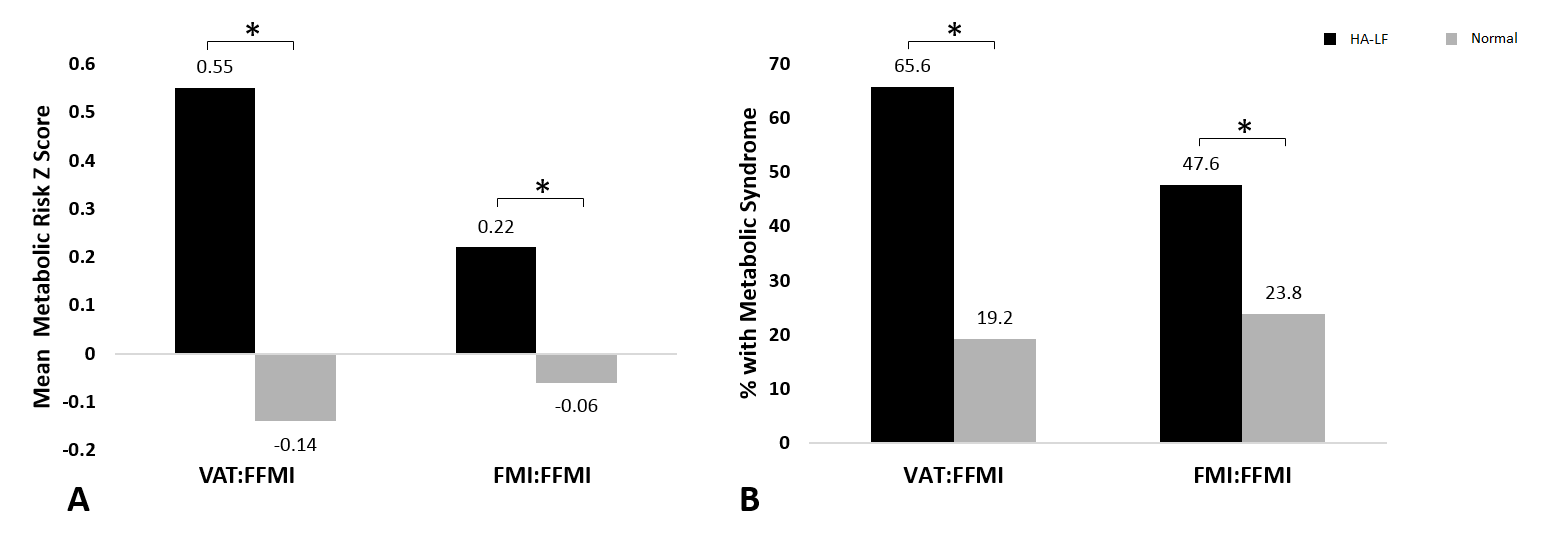 *
0.6
0.55
0.5
0.4
0.3
0.2
0.1
0
-0.1
-0.2
Mean Metabolic Risk Z Score
*
0.22
-0.14
-0.06
VAT:FFMI
FMI:FFMI
A
HA-LF
Normal
*
70
65.6
60
50
40
30
20
10
0
% with Metabolic Syndrome
*
47.6
19.2
23.8
VAT:FFMI
FMI:FFMI
B